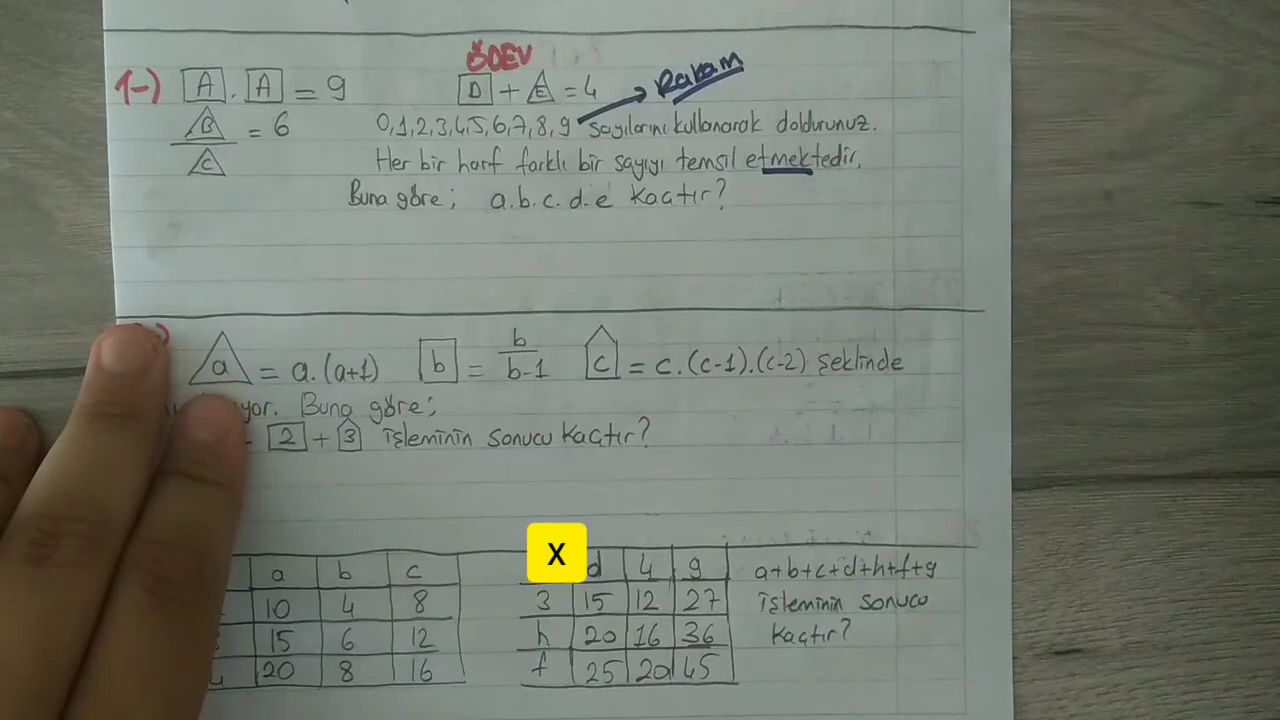 ÖDEV
1-) A . A = 9 D + E = 4 Rakam
B = 6 0,1,2,3,4,5,6,7,8,9 sayılarını kullanarak doldurunuz.
C Her bir harf farklı bir sayıyı temsil etmektedir.
Buna göre; a.b.c.d.e kaçtır?
a = a.(a+1) b = b/b-1 c = c.(c-1).(c-2) şeklinde
Buna göre;
2 + 3 işleminin sonucu kaçtır?
a b c
10 4 8
15 6 12
20 8 16
X d 4 g
3 15 12 27
h 20 16 36
f 25 20 45
a+b+c+d+h+f+g
işleminin sonucu
kaçtır?